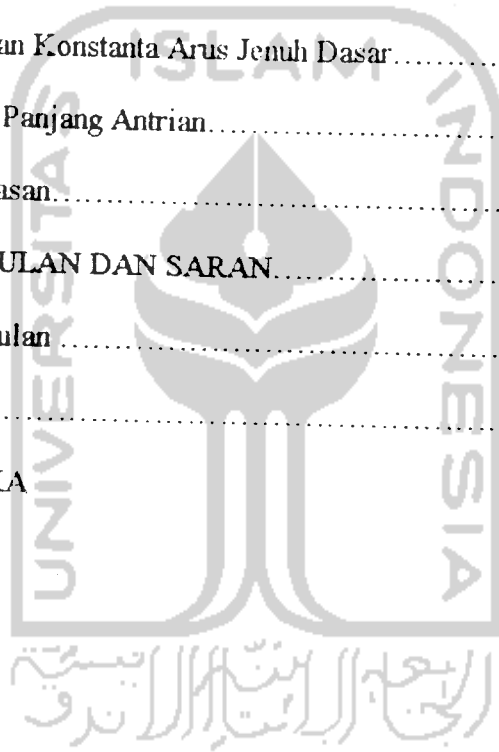 an Konstanta Arus Jenuh Dasar....................
Panjang Antrian........................................
asan.......................................................
ULAN DAN SARAN............................
ulan .......................................................
...............................................................
KA
UNIVERSITAS
ISLAM
INDONESIA